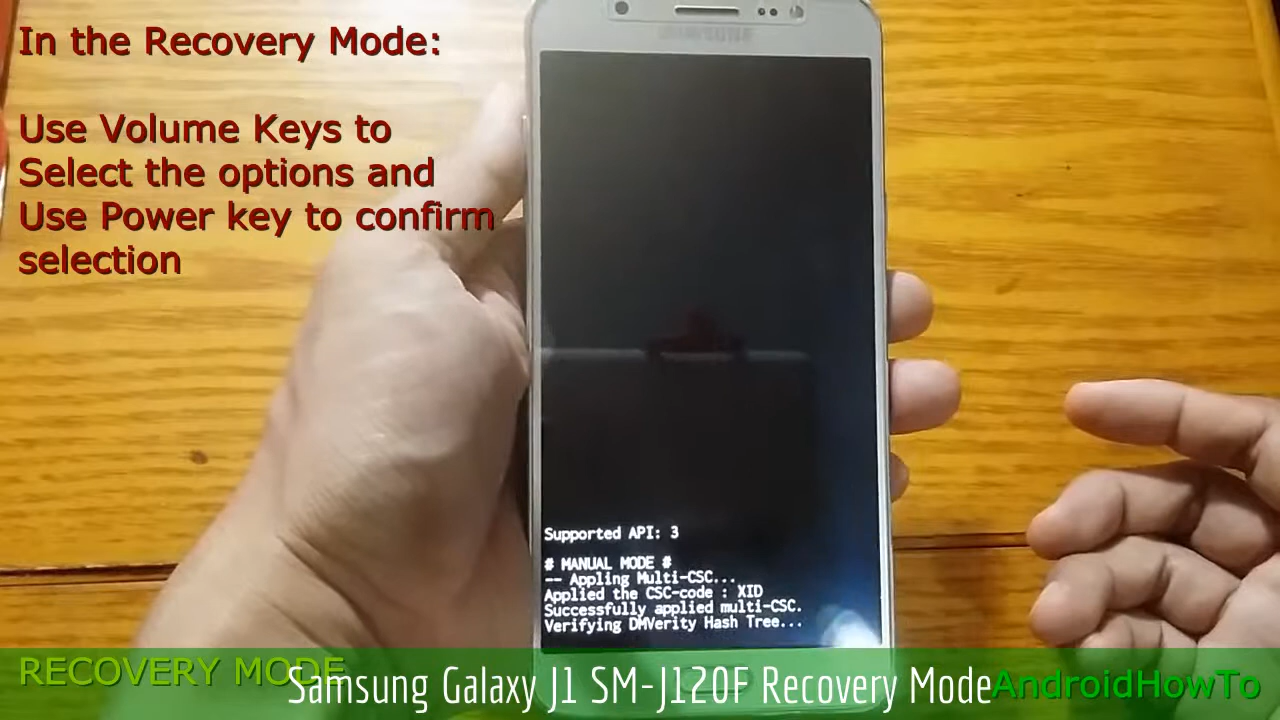 In the Recovery Mode:
Use Volume Keys to
Select the options and
Use Power key to confirm
selection
SAMSUNG
Supported API: 3
# MANUAL MODE #
-- Appling Multi-CSC...
Applied the CSC-code : XID
Successfully applied multi-CSC.
Verifying DMVerity Hash Tree...
RECOVERY MODE
Samsung Galaxy J1 SM-J120F Recovery Mode
AndroidHowTo